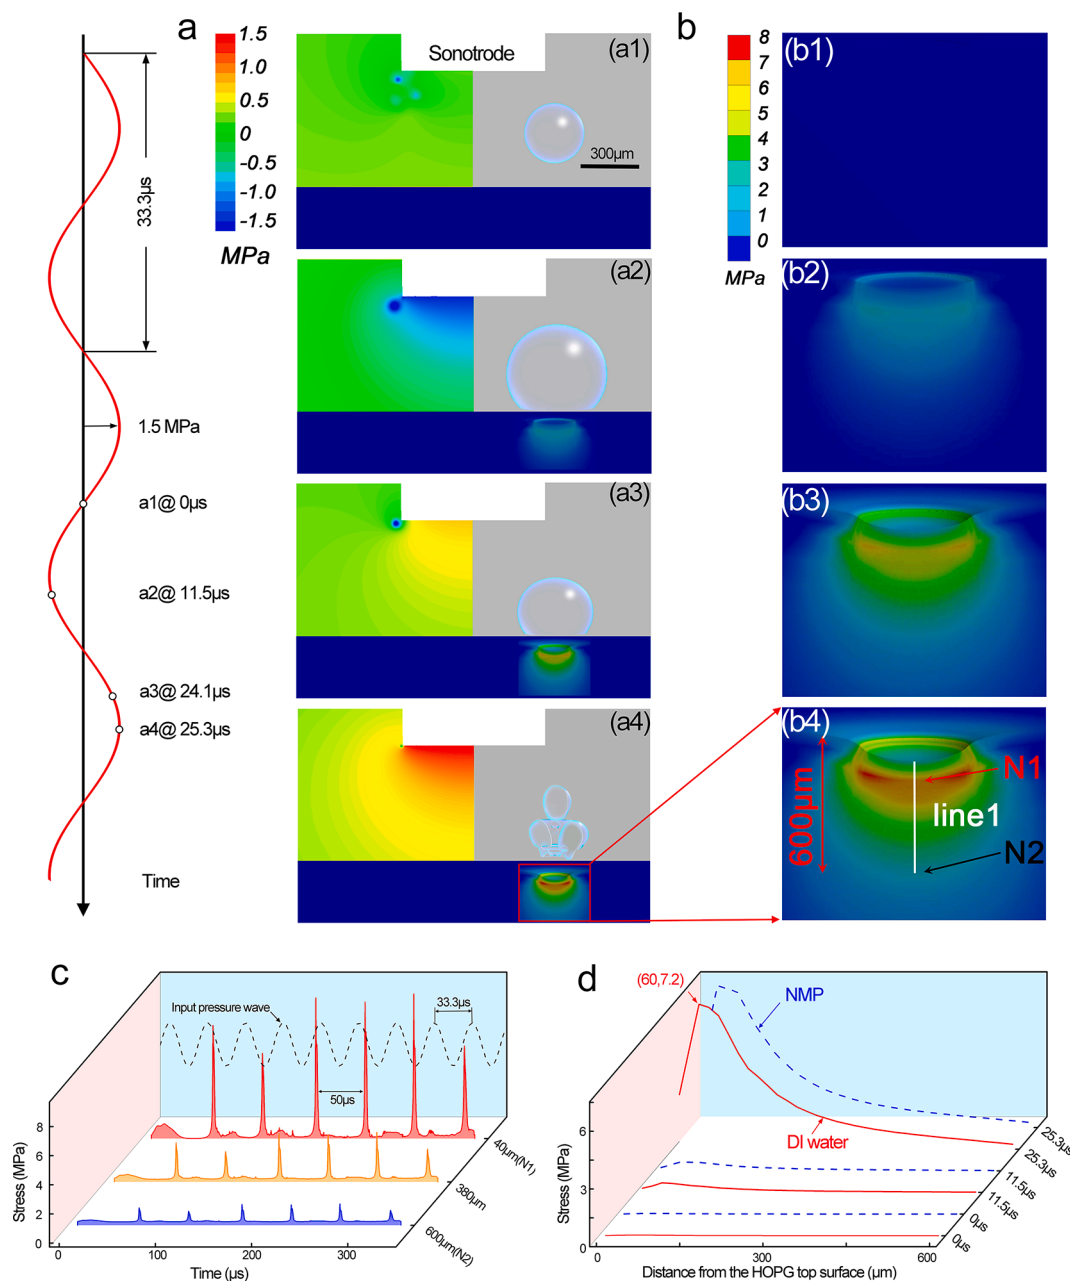 33.3µs
1.5 MPa
a1@ 0µs
a2@ 11.5µs
a3@ 24.1µs
a4@ 25.3µs
Time
a
1.5
1.0
0.5
0
-0.5
-1.0
-1.5
MPa
Sonotrode
(a1)
300µm
(a2)
(a3)
(a4)
b
8
7
6
5
4
3
2
1
0
MPa
(b1)
(b2)
(b3)
(b4)
600µm
N1
line1
N2
c
Input pressure wave
33.3µs
50µs
8
6
4
2
0
Stress (MPa)
0
100
200
300
Time (µs)
40µm(N1)
380µm
600µm(N2)
d
(60,7.2)
NMP
DI water
6
3
0
Stress (MPa)
0
300
600
Distance from the HOPG top surface (µm)
25.3µs
25.3µs
11.5µs
11.5µs
0µs
0µs